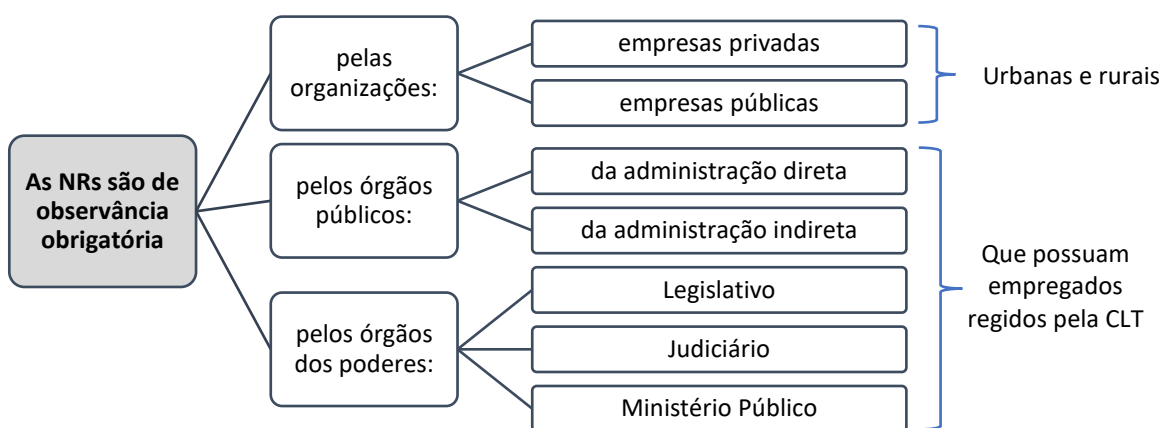 As NRs são de
observância
obrigatória
pelas
organizações:
empresas privadas
empresas públicas
Urbanas e rurais
pelos órgãos
públicos:
da administração direta
da administração indireta
pelos órgãos
dos poderes:
Legislativo
Judiciário
Ministério Público
Que possuam
empregados
regidos pela CLT